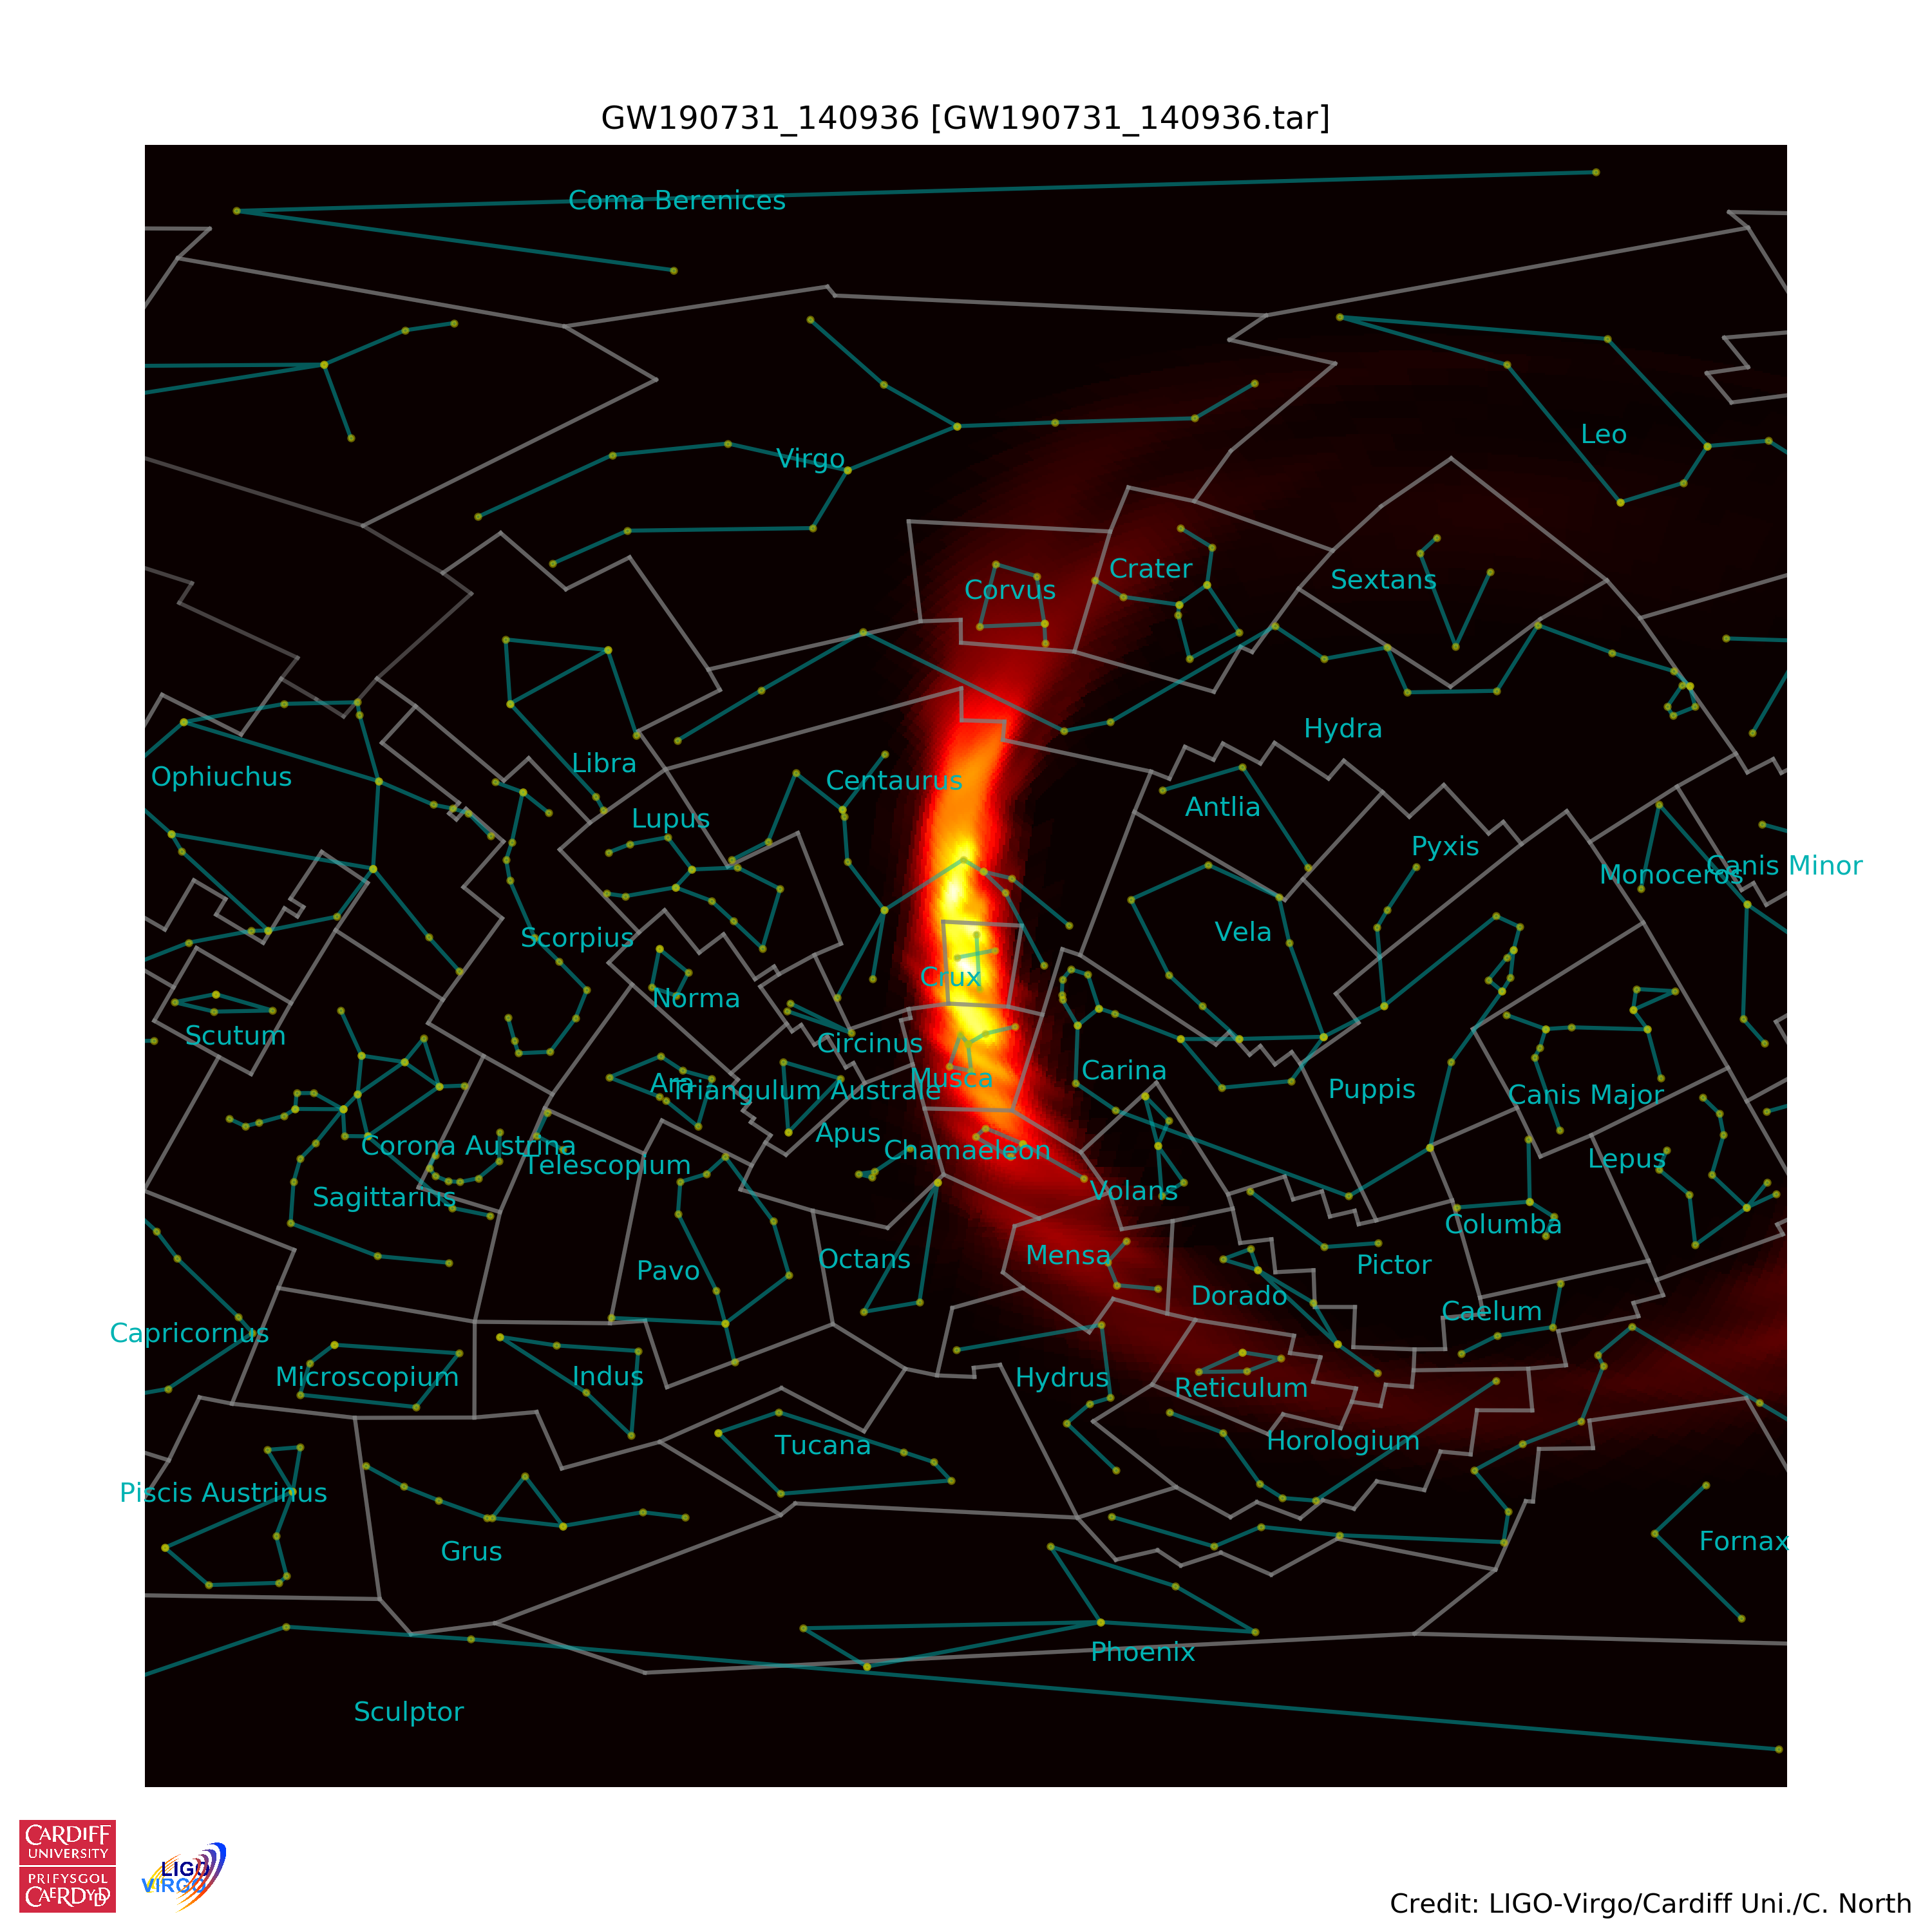 GW190731_140936 [GW190731_140936.tar]
Coma Berenices
Leo
Virgo
Crater
Sextans
Corvus
Hydra
Libra
Ophiuchus
Centaurus
Antlia
Lupus
Pyxis
Canis Minor
Monoceros
Vela
Scorpius
Crux
Norma
Scutum
Circinus
Carina
Musca
Ara
Triangulum Australe
Puppis
Canis Major
Apus
Corona Austrina
Chamaeleon
Lepus
Telescopium
Volans
Sagittarius
Columba
Mensa
Octans
Pictor
Pavo
Dorado
Caelum
Capricornus
Microscopium
Indus
Hydrus
Reticulum
Horologium
Tucana
Piscis Austrinus
Fornax
Grus
Phoenix
Sculptor
CARDIFF
UNIVERSITY
PRIFYSGOL
CAERDYDD
LIGO
VIRGO
Credit: LIGO-Virgo/Cardiff Uni./C. North